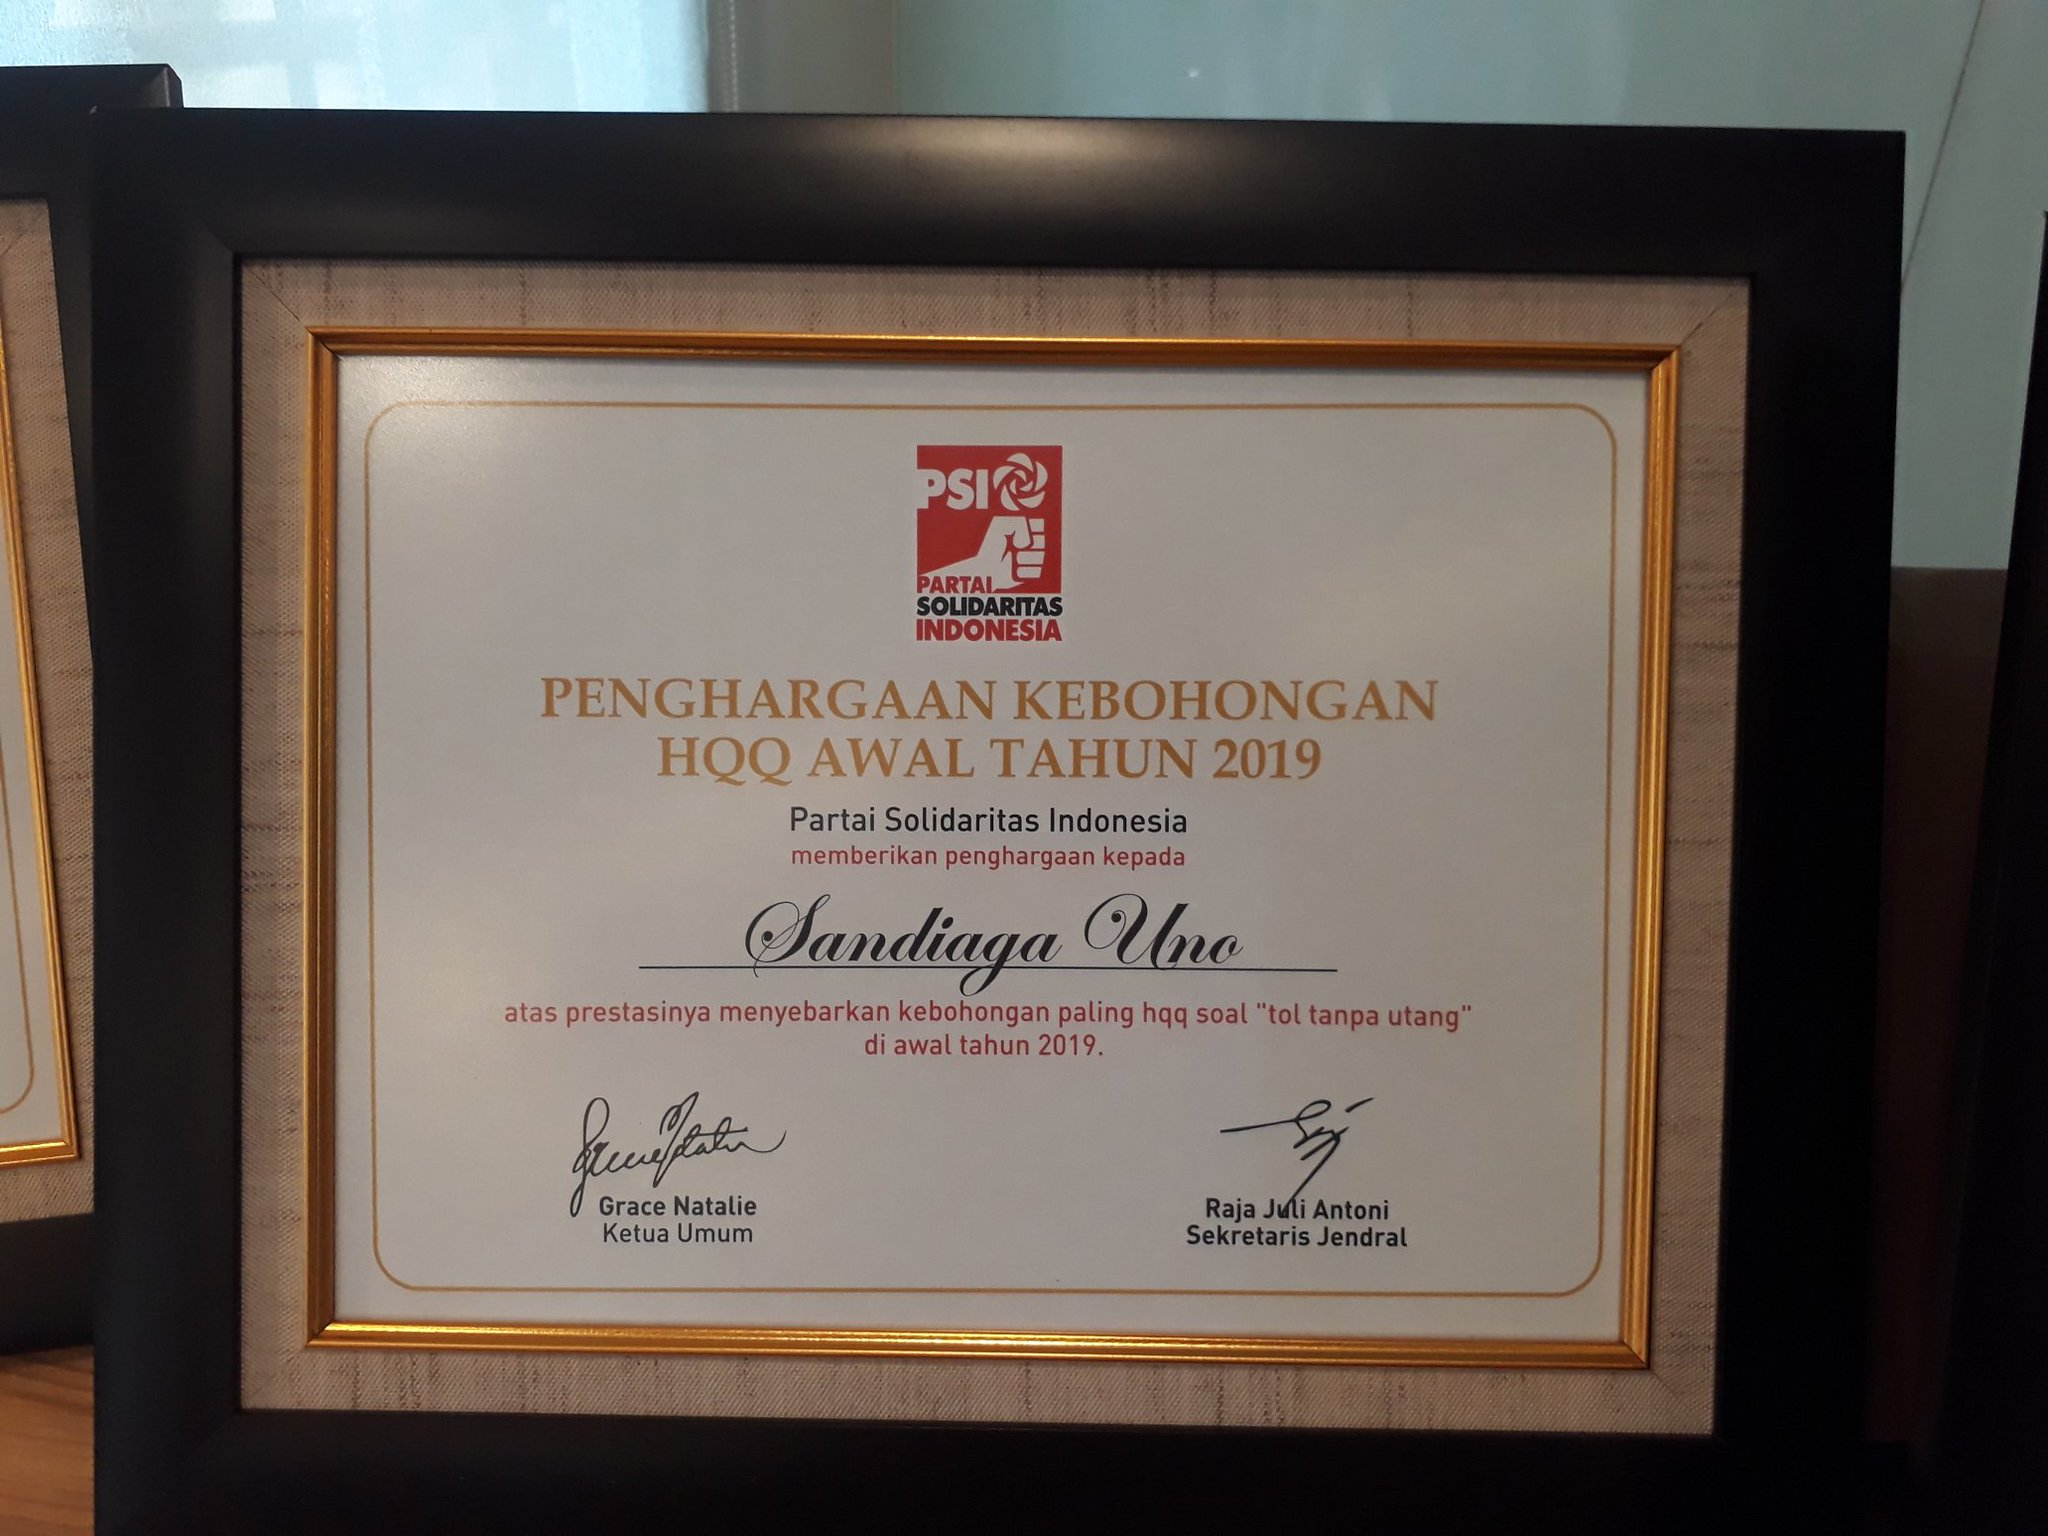 PSI
PARTAI
SOLIDARITAS
INDONESIA
PENGHARGAAN KEBOHONGAN
HQQ AWAL TAHUN 2019
Partai Solidaritas Indonesia
memberikan penghargaan kepada
Sandiaga Uno
atas prestasinya menyebarkan kebohongan paling hqq soal "tol tanpa utang"
di awal tahun 2019.
Grace Natalie
Ketua Umum
Raja Juli Antoni
Sekretaris Jendral